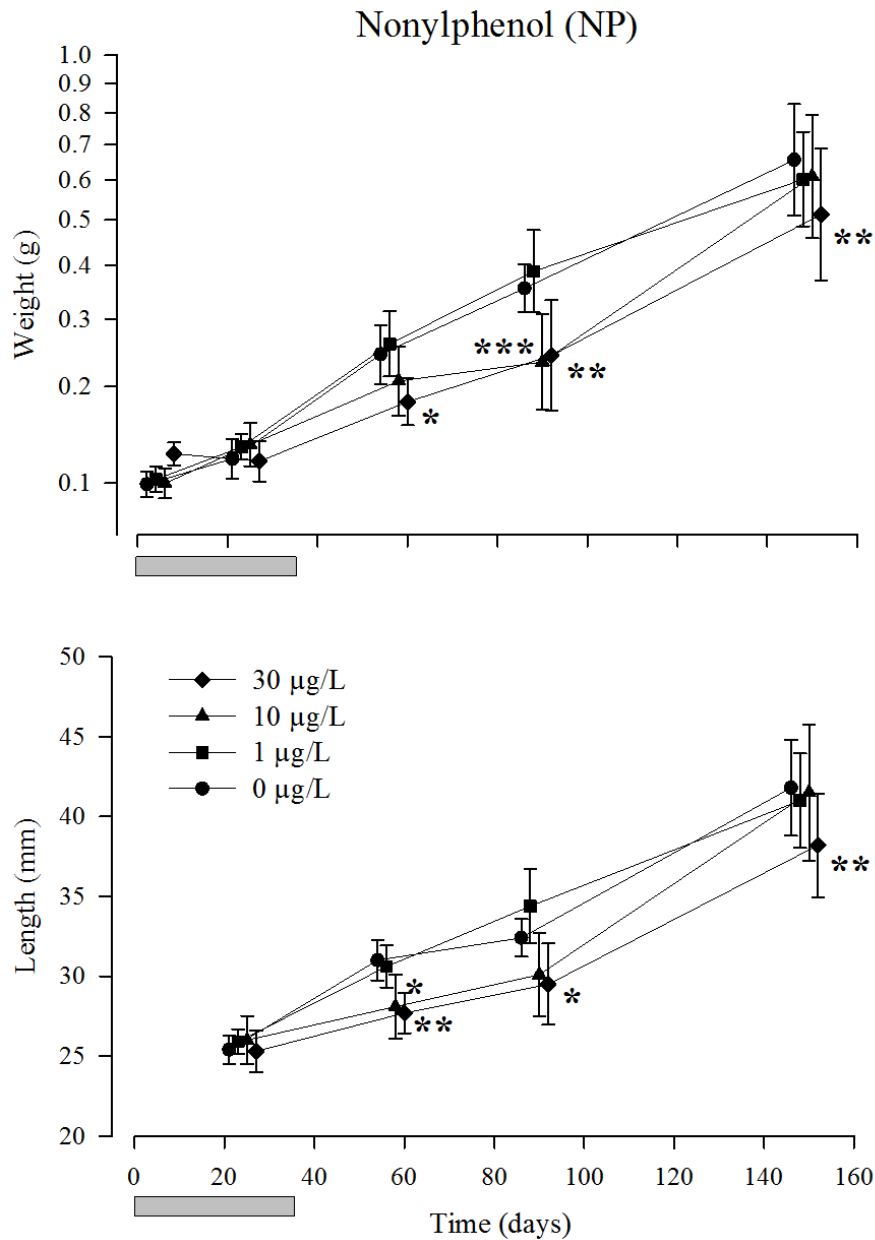 Nonylphenol (NP)
Weight (g)
1.0
0.9
0.8
0.7
0.6
0.5
0.4
0.3
0.2
0.1
**
***
**
*
Length (mm)
50
45
40
35
30
25
20
30 µg/L
10 µg/L
1 µg/L
0 µg/L
**
*
**
*
0 20 40 60 80 100 120 140 160
Time (days)